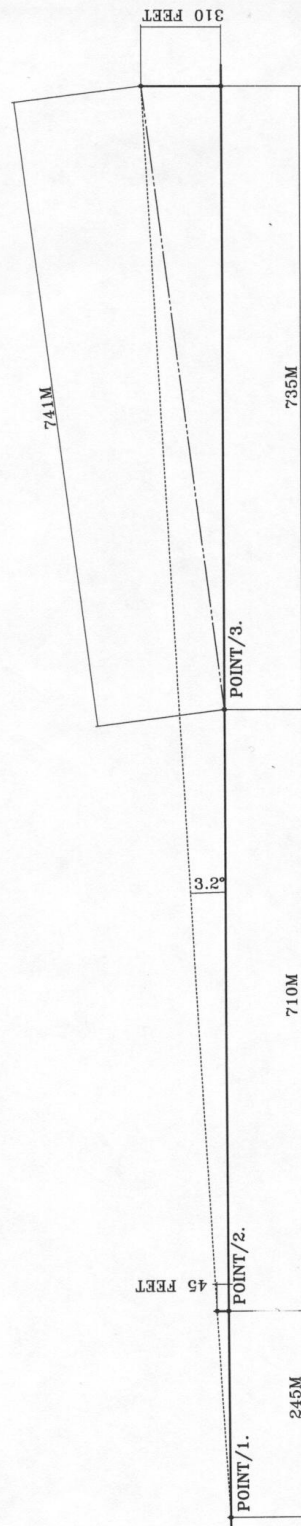 310 FEET
741M
735M
POINT/3.
3.2°
710M
45 FEET
POINT/2.
245M
POINT/1.